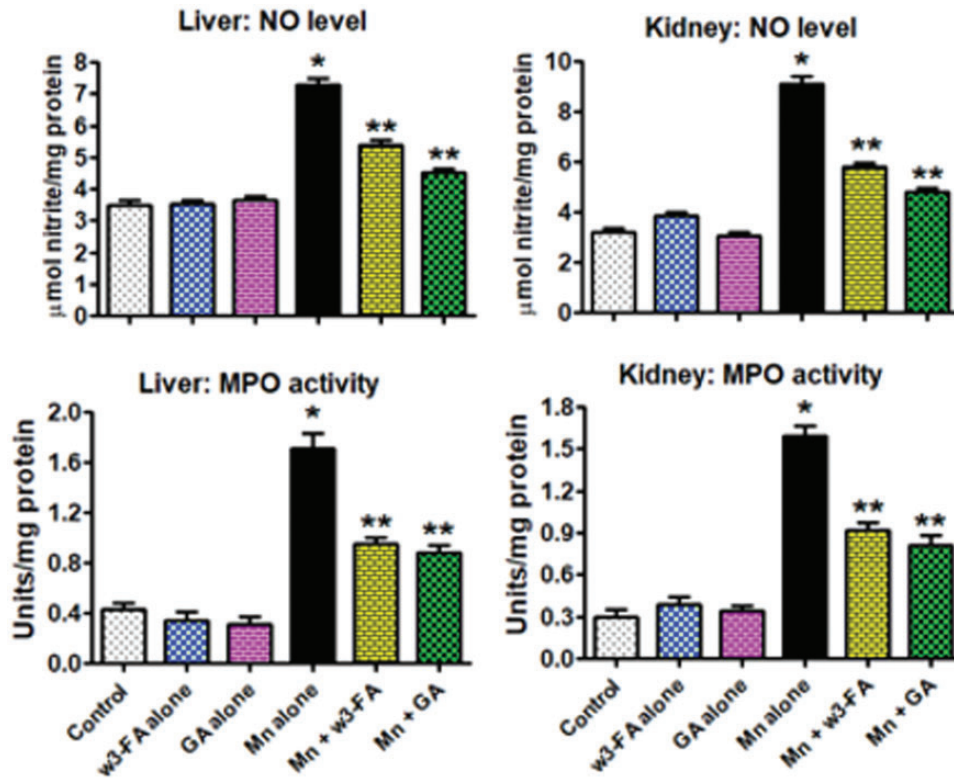 Liver: NO level
μmol nitrite/mg protein
8
7
6
5
4
3
2
1
0
*
**
**
Kidney: NO level
μmol nitrite/mg protein
10
8
6
4
2
0
*
**
**
Liver: MPO activity
Units/mg protein
2.0
1.6
1.2
0.8
0.4
0.0
*
**
**
Control
w3-FA alone
GA alone
Mn alone
Mn + w3-FA
Mn + GA
Kidney: MPO activity
Units/mg protein
1.8
1.5
1.2
0.9
0.6
0.3
0.0
*
**
**
Control
w3-FA alone
GA alone
Mn alone
Mn + w3-FA
Mn + GA